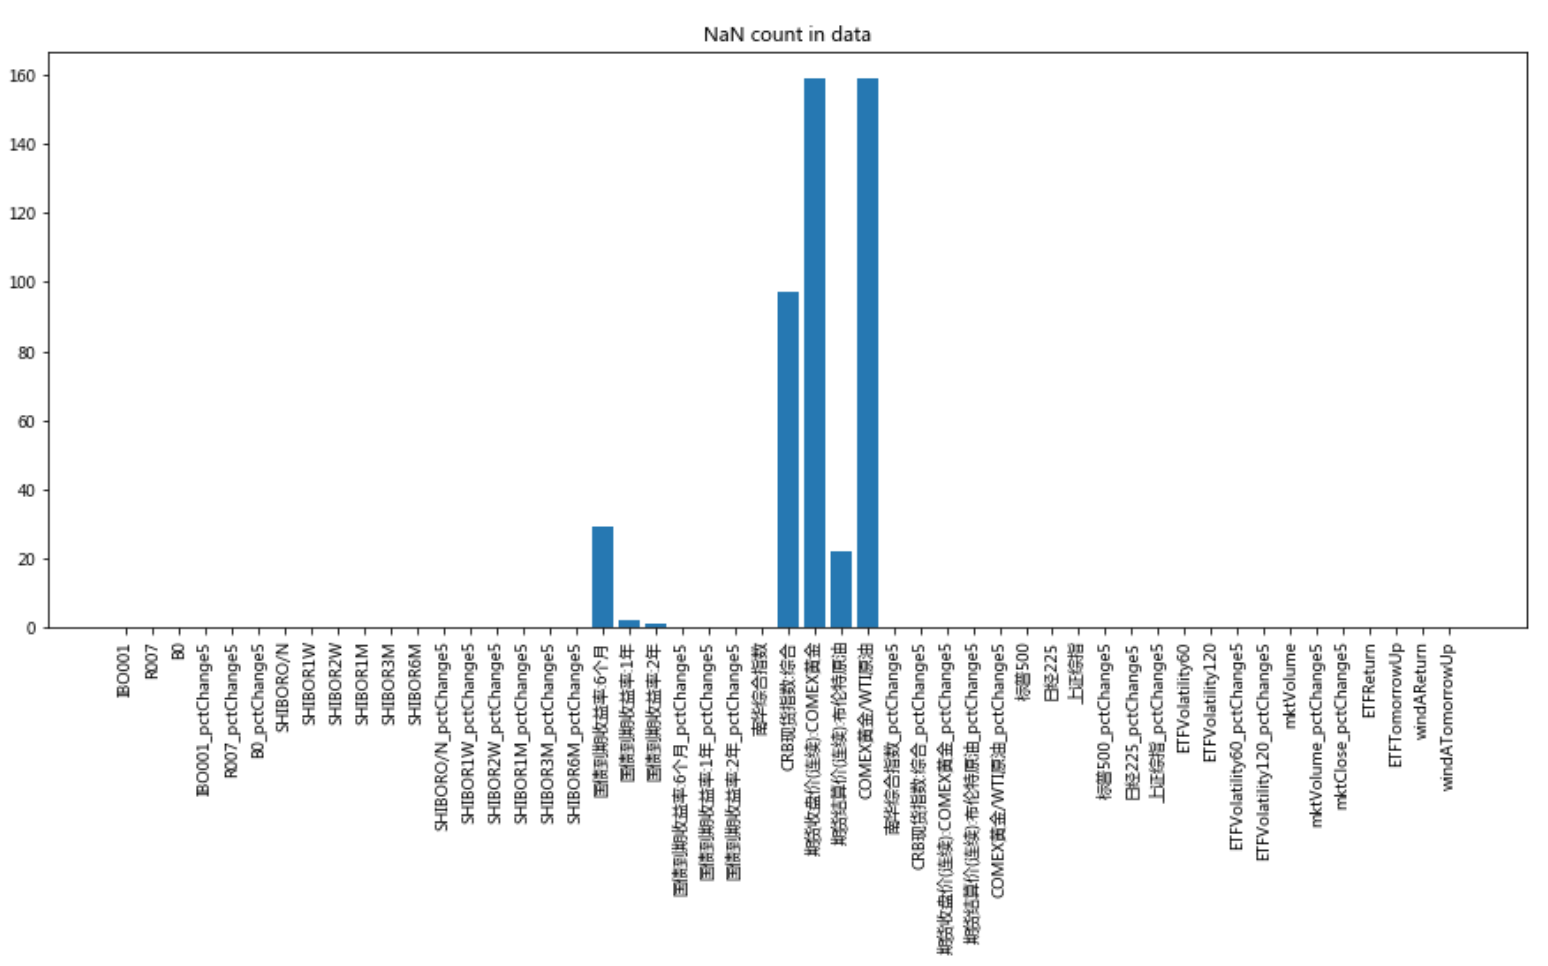 NaN count in data
160
140
120
100
80
60
40
20
0
IBO001
R007
B0
IBO001_pctChange5
R007_pctChange5
B0_pctChange5
SHIBORO/N
SHIBOR1W
SHIBOR2W
SHIBOR1M
SHIBOR3M
SHIBOR6M
SHIBORO/N_pctChange5
SHIBOR1W_pctChange5
SHIBOR2W_pctChange5
SHIBOR1M_pctChange5
SHIBOR3M_pctChange5
SHIBOR6M_pctChange5
国债到期收益率:6个月
国债到期收益率:1年
国债到期收益率:2年
国债到期收益率:6个月_pctChange5
国债到期收益率:1年_pctChange5
国债到期收益率:2年_pctChange5
南华综合指数
CRB现货指数:综合
期货收盘价(连续):COMEX黄金
期货结算价(连续):布伦特原油
COMEX黄金/WTI原油
南华综合指数_pctChange5
CRB现货指数:综合_pctChange5
期货收盘价(连续):COMEX黄金_pctChange5
期货结算价(连续):布伦特原油_pctChange5
COMEX黄金/WTI原油_pctChange5
标普500
日经225
上证综指
标普500_pctChange5
日经225_pctChange5
上证综指_pctChange5
ETFVolatility60
ETFVolatility120
ETFVolatility60_pctChange5
ETFVolatility120_pctChange5
mktVolume
mktVolume_pctChange5
mktClose_pctChange5
ETFReturn
ETFTomorrowUp
windAReturn
windATomorrowUp